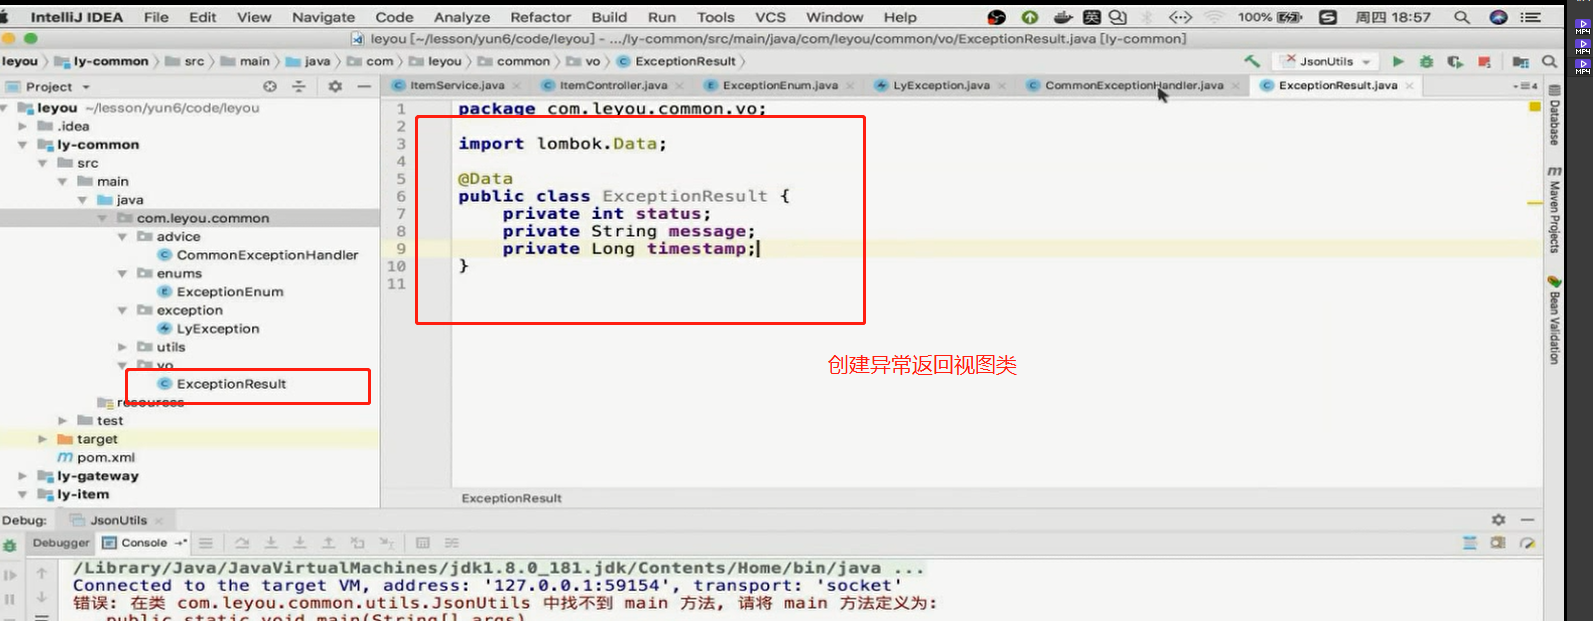 IntelliJ IDEA File Edit View Navigate Code Analyze Refactor Build Run Tools VCS Window Help 英 100% 周四 18:57
leyou [~/lesson/yun6/code/leyou] - .../ly-common/src/main/java/com/leyou/common/vo/ExceptionResult.java [ly-common]
leyou ly-common src main java com leyou common vo ExceptionResult JsonUtils
Project
ItemService.java ItemController.java ExceptionEnum.java LyException.java CommonExceptionHandler.java ExceptionResult.java
leyou ~/lesson/yun6/code/leyou
.idea
ly-common
src
main
java
com.leyou.common
advice
CommonExceptionHandler
enums
ExceptionEnum
exception
LyException
utils
vo
ExceptionResult
resources
test
target
pom.xml
ly-gateway
ly-item
1 package com.leyou.common.vo;
2
3 import lombok.Data;
4
5 @Data
6 public class ExceptionResult {
7 private int status;
8 private String message;
9 private Long timestamp;
10 }
11
创建异常返回视图类
ExceptionResult
Database
Maven Projects
Bean Validation
MP4
MP4
MP4
Debug: JsonUtils
Debugger Console
/Library/Java/JavaVirtualMachines/jdk1.8.0_181.jdk/Contents/Home/bin/java ...
Connected to the target VM, address: '127.0.0.1:59154', transport: 'socket'
错误: 在类 com.leyou.common.utils.JsonUtils 中找不到 main 方法, 请将 main 方法定义为:
public static void main(String[] args)